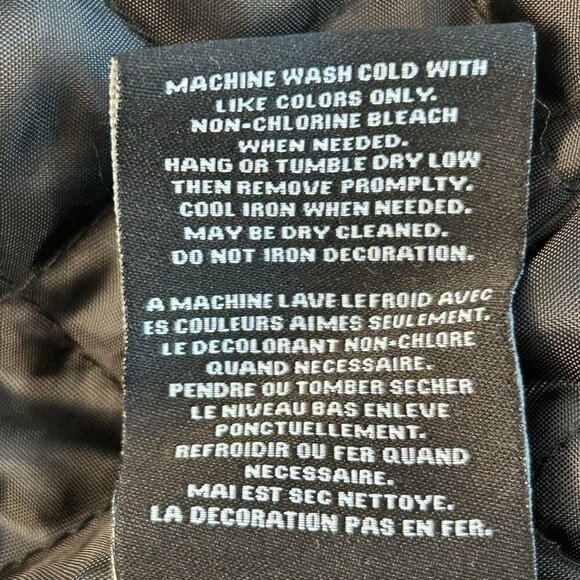 MACHINE WASH COLD WITH
LIKE COLORS ONLY.
NON-CHLORINE BLEACH
WHEN NEEDED.
HANG OR TUMBLE DRY LOW
THEN REMOVE PROMPTLY.
COOL IRON WHEN NEEDED.
MAY BE DRY CLEANED.
DO NOT IRON DECORATION.
A MACHINE LAVE LEFROID AVEC
ES COULEURS AIMES SEULEMENT.
LE DECOLORANT NON-CHLORE
QUAND NECESSAIRE.
PENDRE OU TOMBER SECHER
LE NIVEAU BAS ENLEVE
PONCTUELLEMENT.
REFROIDIR OU FER QUAND
NECESSAIRE.
MAI EST SEC NETTOYE.
LA DECORATION PAS EN FER.